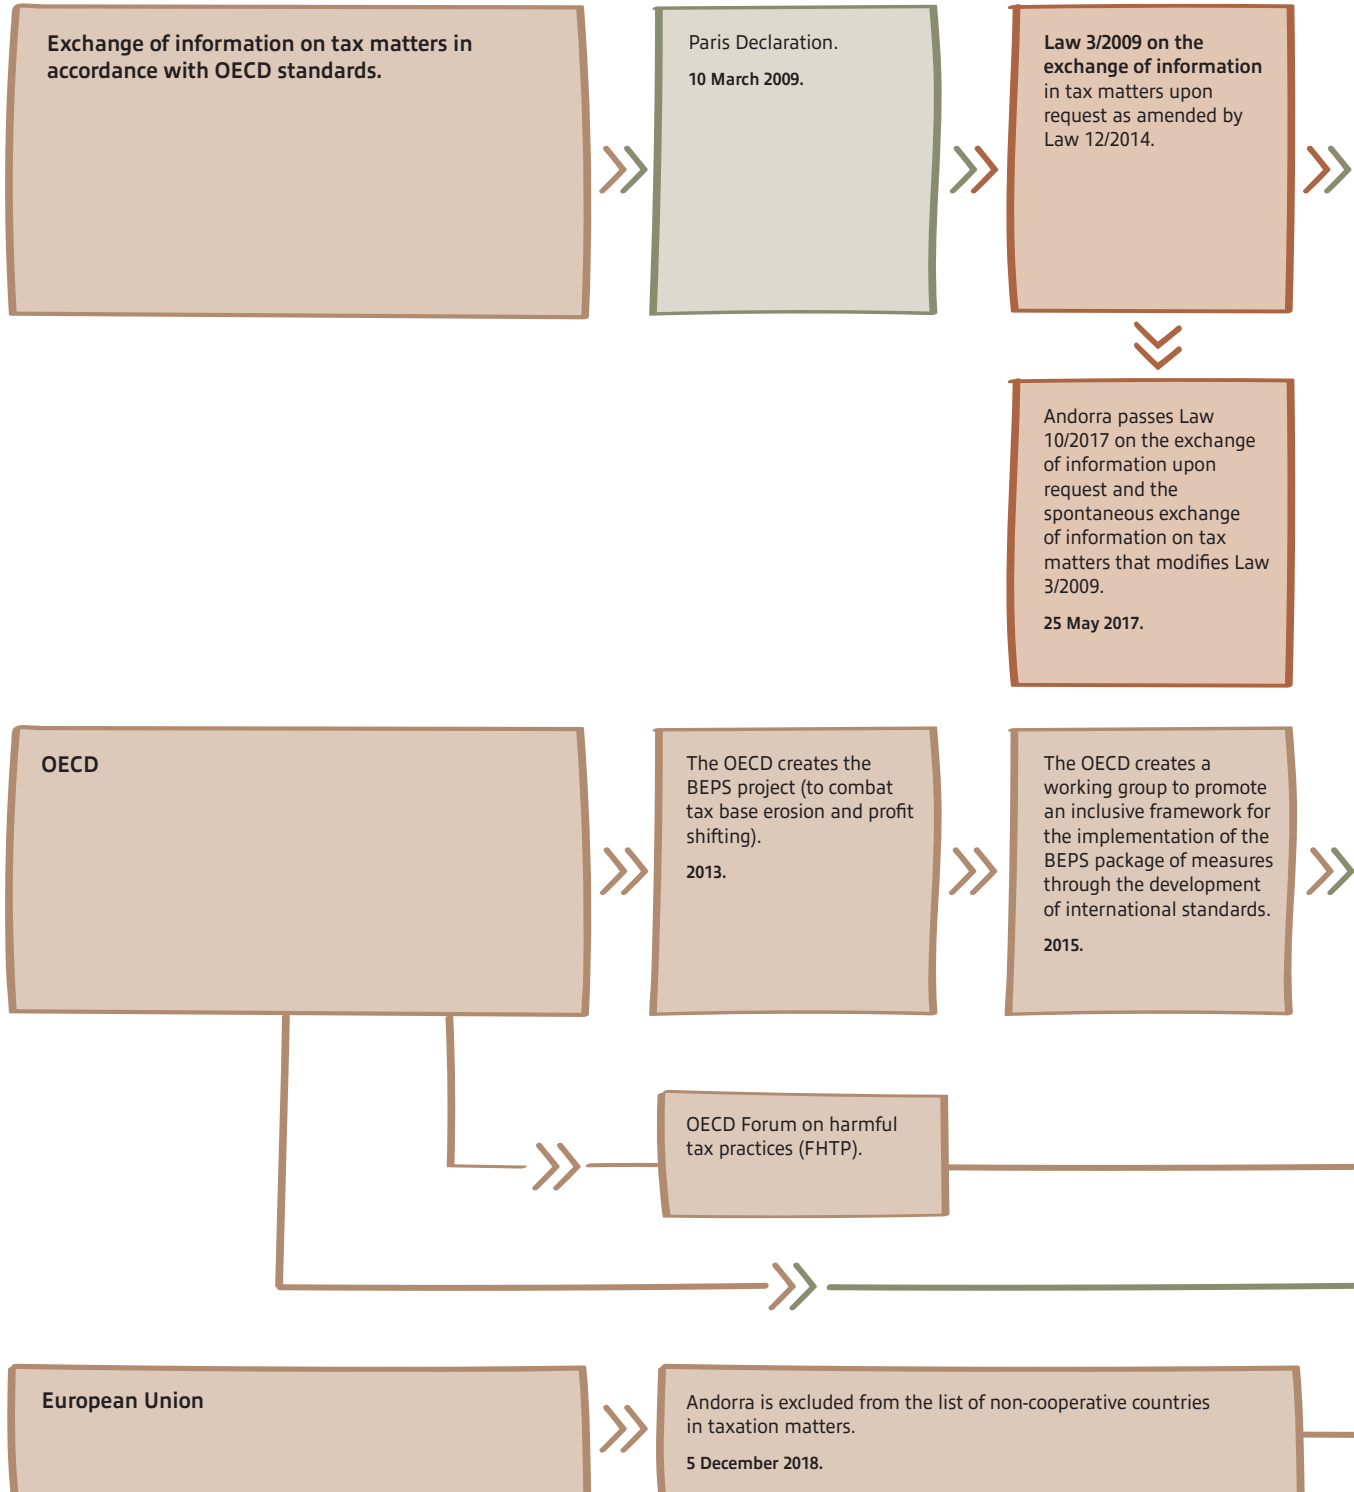 Exchange of information on tax matters in
accordance with OECD standards.
Paris Declaration.
10 March 2009.
Law 3/2009 on the
exchange of information
in tax matters upon
request as amended by
Law 12/2014.
Andorra passes Law
10/2017 on the exchange
of information upon
request and the
spontaneous exchange
of information on tax
matters that modifies Law
3/2009.
25 May 2017.
OECD
The OECD creates the
BEPS project (to combat
tax base erosion and profit
shifting).
2013.
The OECD creates a
working group to promote
an inclusive framework for
the implementation of the
BEPS package of measures
through the development
of international standards.
2015.
OECD Forum on harmful
tax practices (FHTP).
European Union
Andorra is excluded from the list of non-cooperative countries
in taxation matters.
5 December 2018.